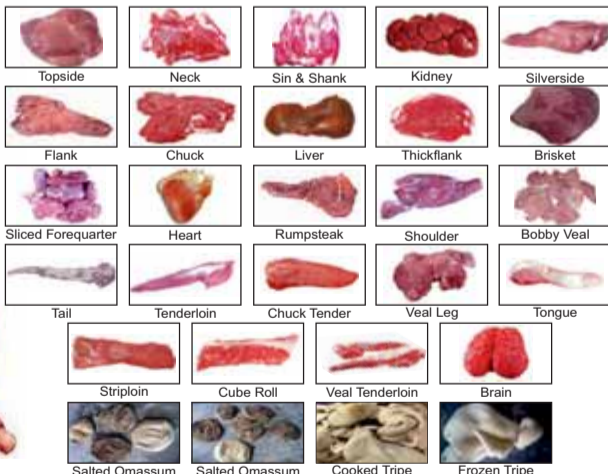 Topside Neck Sin & Shank Kidney Silverside
Flank Chuck Liver Thickflank Brisket
Sliced Forequarter Heart Rumpsteak Shoulder Bobby Veal
Tail Tenderloin Chuck Tender Veal Leg Tongue
Striploin Cube Roll Veal Tenderloin Brain
Salted Omassum Salted Omassum Cooked Tripe Frozen Tripe